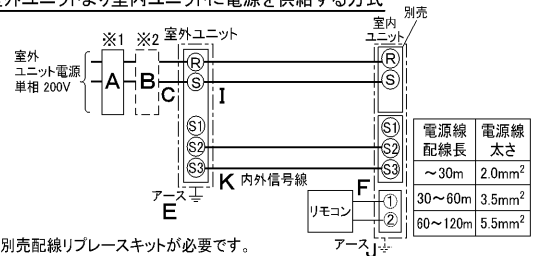 室外ユニットより室内ユニットに電源を供給する方式
別売
※1 ※2 室外ユニット
室内
ユニット
室外
ユニット電源
単相 200V
A B C
R
S
I
R
S
S1
S2
S3
S1
S2
S3
K 内外信号線
F
アース
E
リモコン
①
②
アース J
電源線
配線長
電源線
太さ
～30m 2.0mm²
30～60m 3.5mm²
60～120m 5.5mm²
別売配線リプレースキットが必要です。